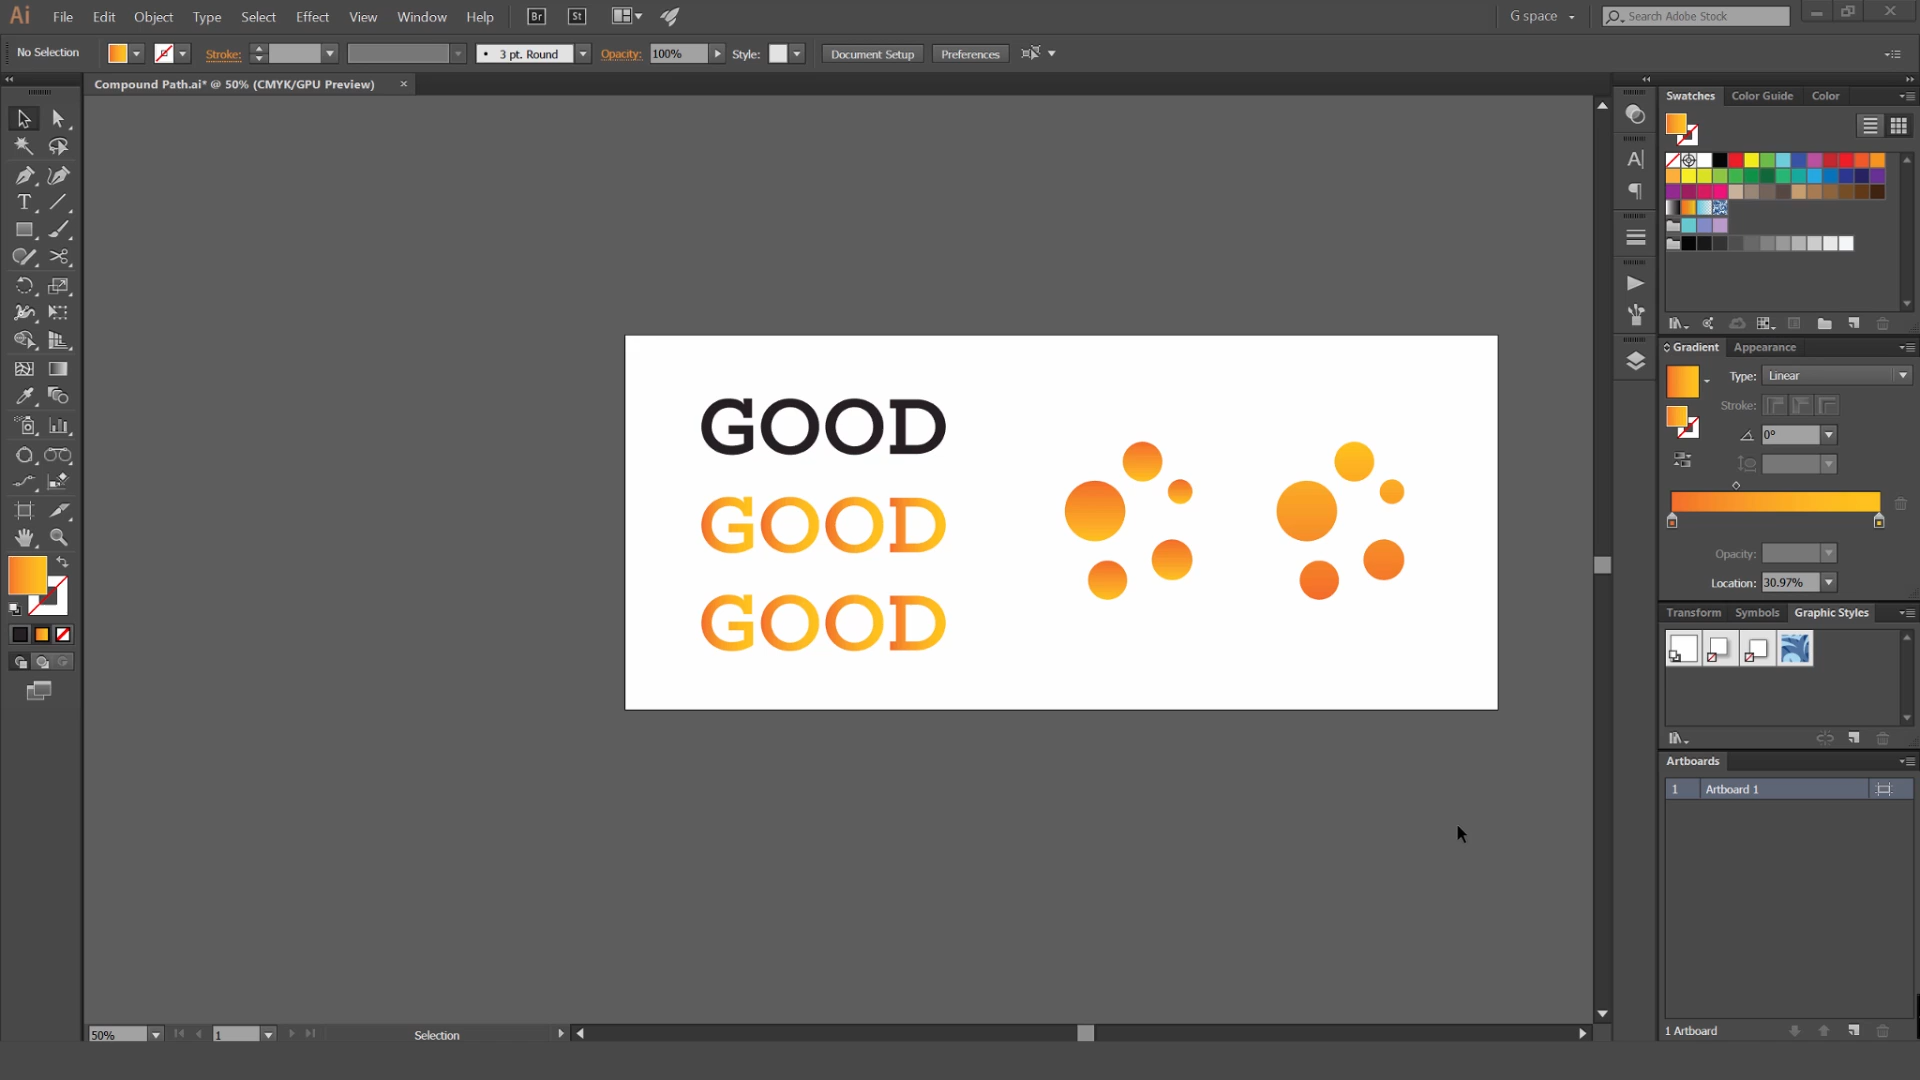 Ai File Edit Object Type Select Effect View Window Help Br St G space Search Adobe Stock
No Selection Stroke: 3 pt. Round Opacity: 100% Style: Document Setup Preferences
Compound Path.ai* @ 50% (CMYK/GPU Preview) ×
Swatches Color Guide Color
Gradient Appearance
Type: Linear
Stroke:
0°
Opacity:
Location: 30.97%
GOOD
GOOD
GOOD
Transform Symbols Graphic Styles
Artboards
1 Artboard 1
1 Artboard
50% 1 Selection